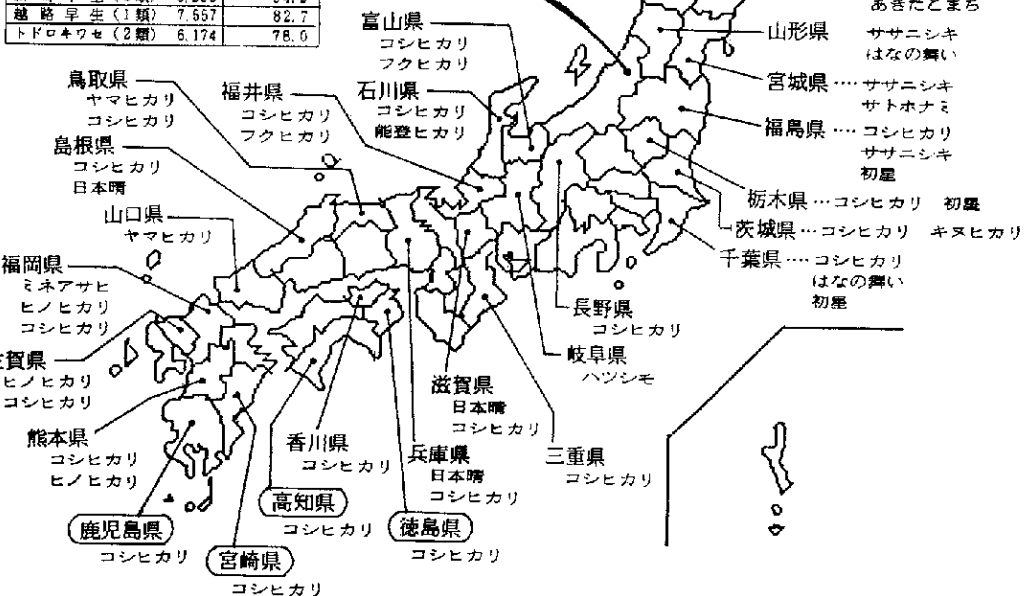 越路早生(1類) 7.557 82.7
トドロキワセ(2類) 6.174 78.0
あきたこまち
山形県 ササニシキ
はなの舞い
宮城県‥‥ササニシキ
サトホナミ
福島県‥‥コシヒカリ
ササニシキ
初星
栃木県‥‥コシヒカリ 初星
茨城県‥‥コシヒカリ キヌヒカリ
千葉県‥‥コシヒカリ
はなの舞い
初星
富山県
コシヒカリ
フクヒカリ
石川県
コシヒカリ
能登ヒカリ
福井県
コシヒカリ
フクヒカリ
鳥取県
ヤマヒカリ
コシヒカリ
島根県
コシヒカリ
日本晴
山口県
ヤマヒカリ
福岡県
ミネアサヒ
ヒノヒカリ
コシヒカリ
賀県
ヒノヒカリ
コシヒカリ
熊本県
コシヒカリ
ヒノヒカリ
鹿児島県
コシヒカリ
宮崎県
コシヒカリ
高知県
コシヒカリ
香川県
コシヒカリ
徳島県
コシヒカリ
兵庫県
日本晴
コシヒカリ
滋賀県
日本晴
コシヒカリ
三重県
コシヒカリ
岐阜県
ハツシモ
長野県
コシヒカリ